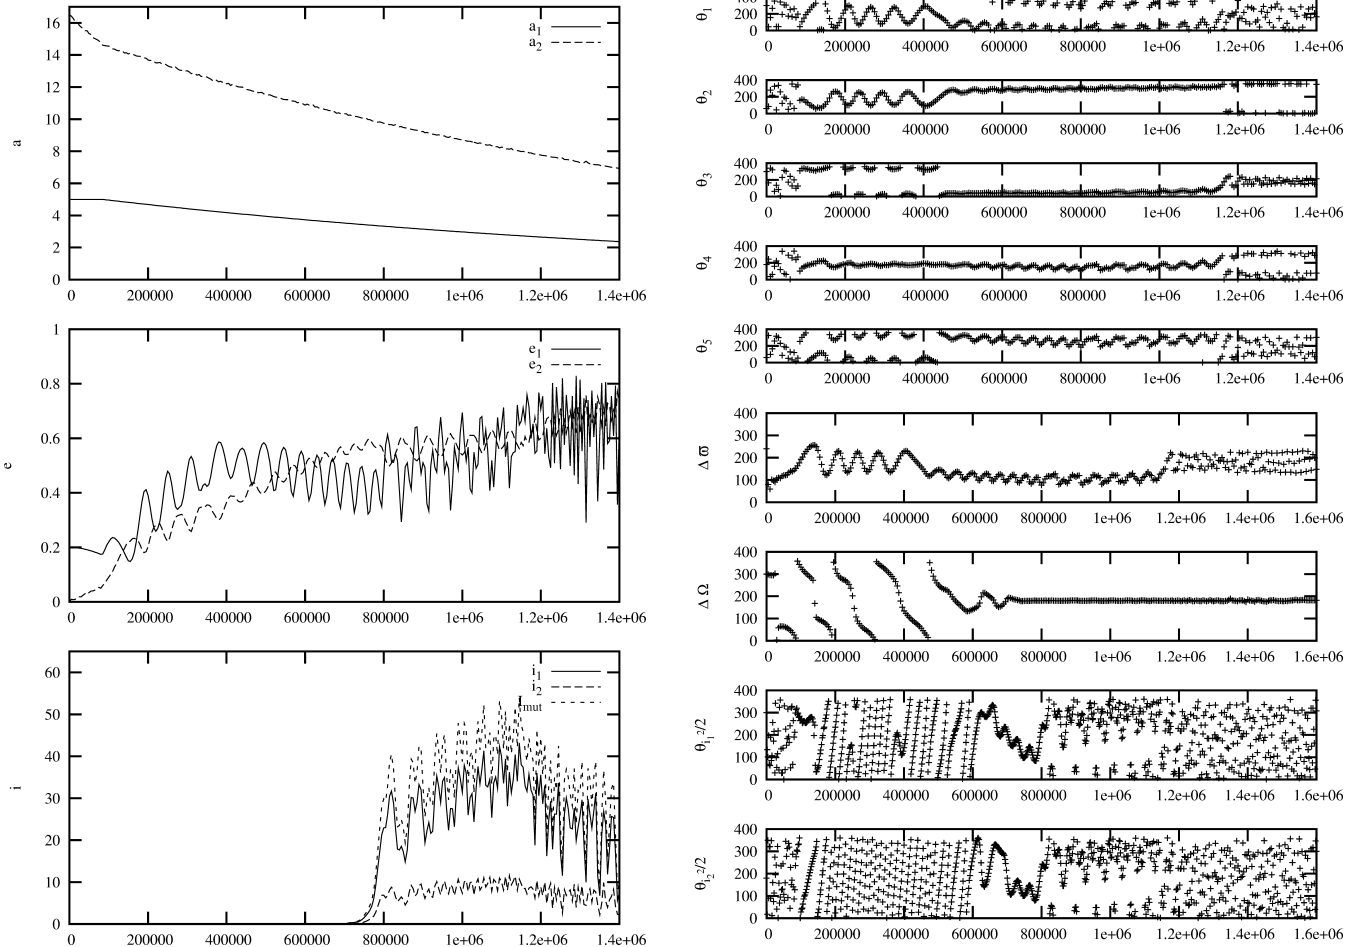 16
14
12
10
8
6
4
2
0
a
a1
a2
0 200000 400000 600000 800000 1e+06 1.2e+06 1.4e+06
1
0.8
0.6
0.4
0.2
0
e
e1
e2
0 200000 400000 600000 800000 1e+06 1.2e+06 1.4e+06
60
50
40
30
20
10
0
i
i1
i2
Imut
0 200000 400000 600000 800000 1e+06 1.2e+06 1.4e+06
400
200
0
θ1
0 200000 400000 600000 800000 1e+06 1.2e+06 1.4e+06
400
200
0
θ2
0 200000 400000 600000 800000 1e+06 1.2e+06 1.4e+06
400
200
0
θ3
0 200000 400000 600000 800000 1e+06 1.2e+06 1.4e+06
400
200
0
θ4
0 200000 400000 600000 800000 1e+06 1.2e+06 1.4e+06
400
200
0
θ5
0 200000 400000 600000 800000 1e+06 1.2e+06 1.4e+06
400
300
200
100
0
Δ ϖ
0 200000 400000 600000 800000 1e+06 1.2e+06 1.4e+06 1.6e+06
400
300
200
100
0
Δ Ω
0 200000 400000 600000 800000 1e+06 1.2e+06 1.4e+06 1.6e+06
400
300
200
100
0
θi1²/2
0 200000 400000 600000 800000 1e+06 1.2e+06 1.4e+06 1.6e+06
400
300
200
100
0
θi2²/2
0 200000 400000 600000 800000 1e+06 1.2e+06 1.4e+06 1.6e+06